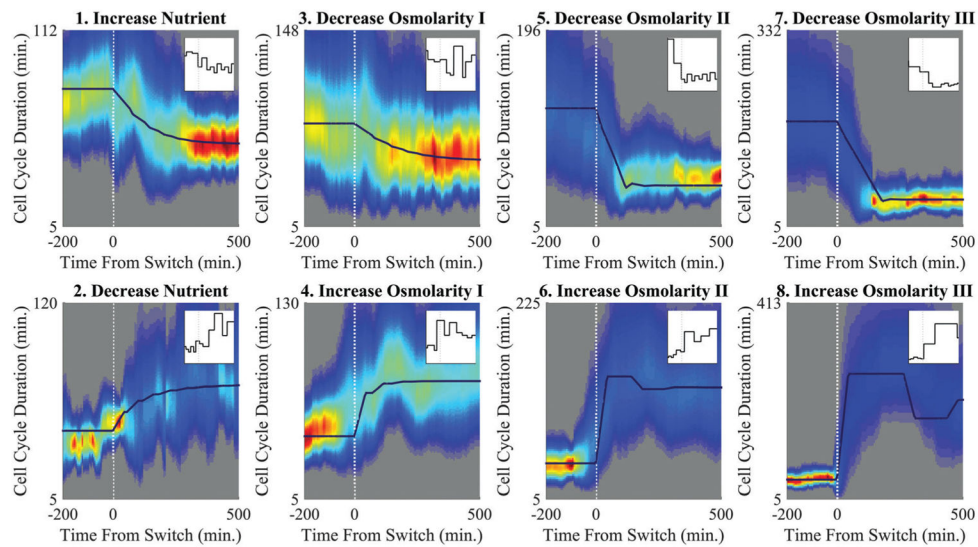 1. Increase Nutrient
112
Cell Cycle Duration (min.)
5
-200 0 500
Time From Switch (min.)
3. Decrease Osmolarity I
148
Cell Cycle Duration (min.)
5
-200 0 500
Time From Switch (min.)
5. Decrease Osmolarity II
196
Cell Cycle Duration (min.)
5
-200 0 500
Time From Switch (min.)
7. Decrease Osmolarity III
332
Cell Cycle Duration (min.)
5
-200 0 500
Time From Switch (min.)
2. Decrease Nutrient
120
Cell Cycle Duration (min.)
5
-200 0 500
Time From Switch (min.)
4. Increase Osmolarity I
130
Cell Cycle Duration (min.)
5
-200 0 500
Time From Switch (min.)
6. Increase Osmolarity II
225
Cell Cycle Duration (min.)
5
-200 0 500
Time From Switch (min.)
8. Increase Osmolarity III
413
Cell Cycle Duration (min.)
5
-200 0 500
Time From Switch (min.)